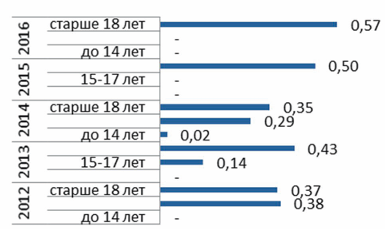 2016
старше 18 лет 0,57
-
до 14 лет -
2015
0,50
15-17 лет -
-
2014
старше 18 лет 0,35
0,29
до 14 лет 0,02
2013
0,43
15-17 лет 0,14
-
2012
старше 18 лет 0,37
0,38
до 14 лет -